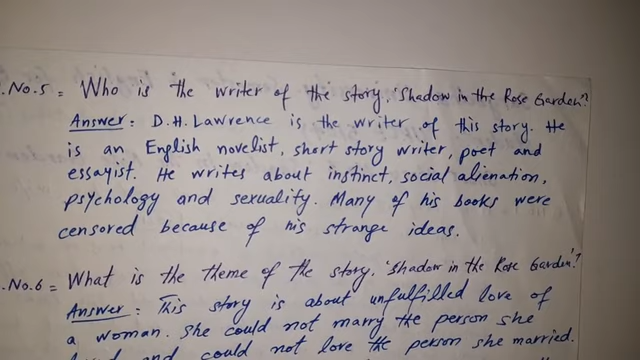 .No.5 = Who is the writer of the story, 'Shadow in the Rose Garden'?
Answer: D.H. Lawrence is the writer of this story. He
is an English novelist, short story writer, poet and
essayist. He writes about instinct, social alienation,
psychology and sexuality. Many of his books were
censored because of his strange ideas.
.No.6 = What is the theme of the story, 'Shadow in the Rose Garden'?
Answer: This story is about unfulfilled love of
a woman. She could not marry the person she
and could not love the person she married.